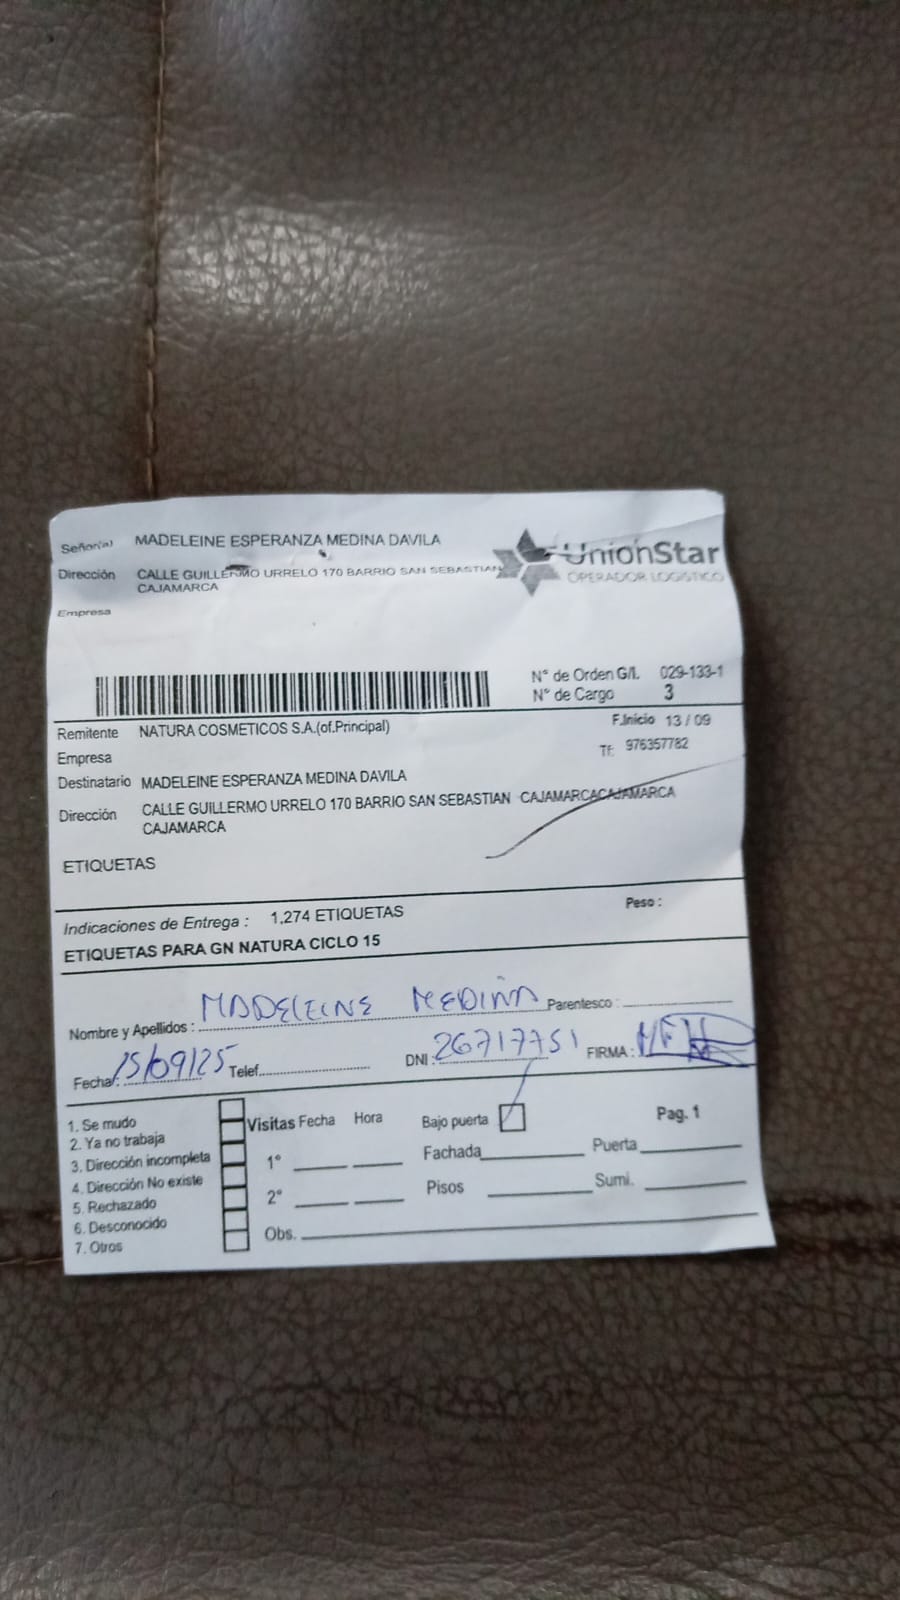 Señor(a) MADELEINE ESPERANZA MEDINA DAVILA
UnionStar
OPERADOR LOGISTICO
Dirección CALLE GUILLERMO URRELO 170 BARRIO SAN SEBASTIAN
CAJAMARCA
Empresa
N° de Orden G/I. 029-133-1
N° de Cargo 3
Remitente NATURA COSMETICOS S.A.(of.Principal) F.Inicio 13 / 09
Empresa Tf: 976357782
Destinatario MADELEINE ESPERANZA MEDINA DAVILA
Dirección CALLE GUILLERMO URRELO 170 BARRIO SAN SEBASTIAN CAJAMARCACAJAMARCA
CAJAMARCA
ETIQUETAS
Indicaciones de Entrega : 1,274 ETIQUETAS Peso :
ETIQUETAS PARA GN NATURA CICLO 15
Nombre y Apellidos : MADELEINE MEDINA Parentesco :
Fecha : 15/09/25 Telef. DNI : 26717751 FIRMA :
1. Se mudo
2. Ya no trabaja
3. Dirección incompleta
4. Dirección No existe
5. Rechazado
6. Desconocido
7. Otros
Visitas Fecha Hora
1°
2°
Obs.
Bajo puerta Pag. 1
Fachada Puerta
Pisos Sumi.